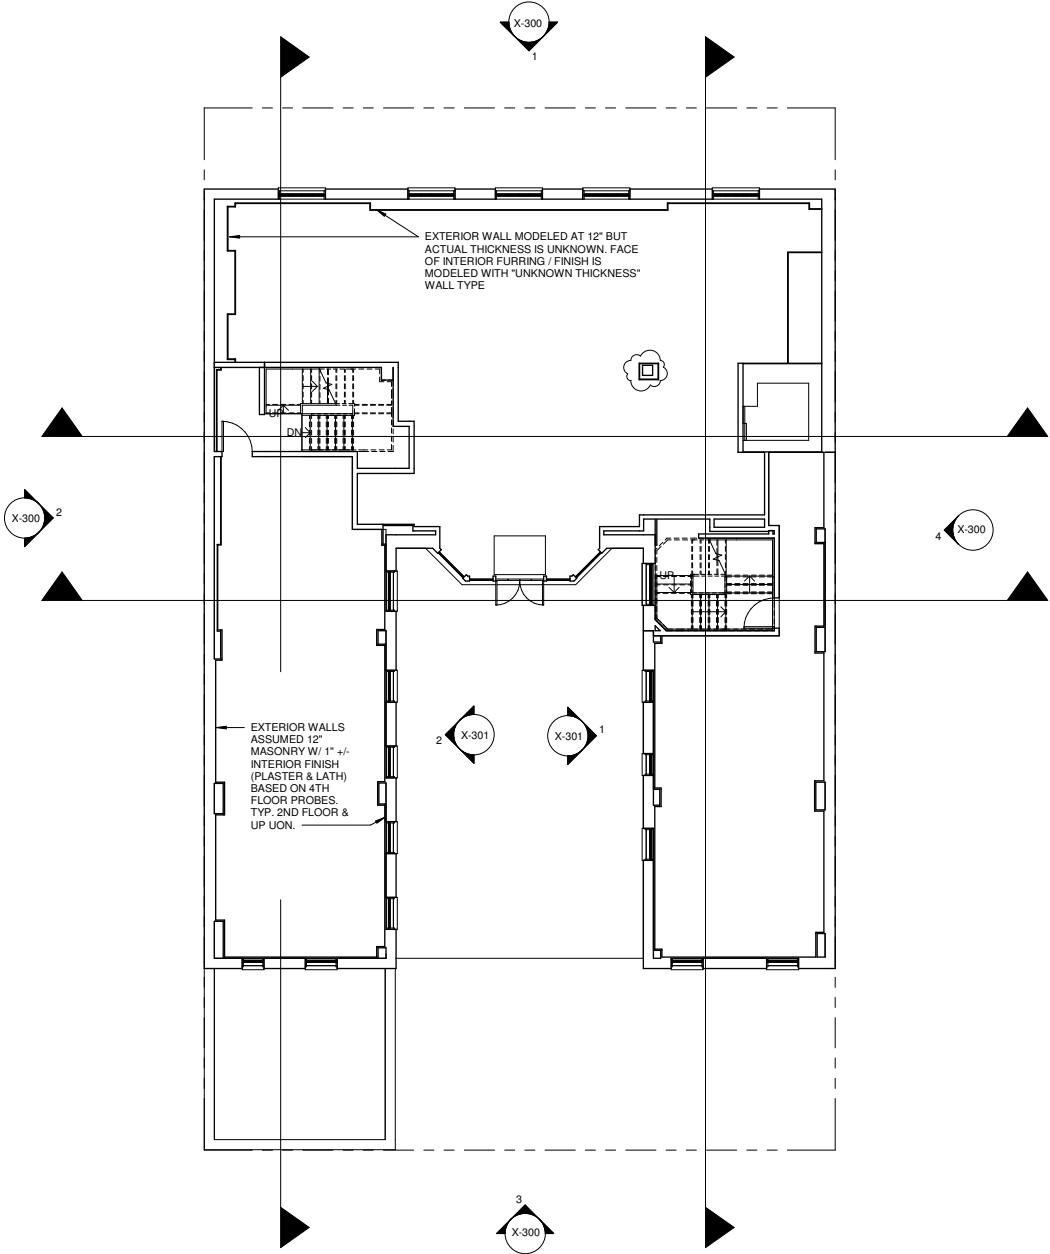 X-300
1
EXTERIOR WALL MODELED AT 12" BUT
ACTUAL THICKNESS IS UNKNOWN. FACE
OF INTERIOR FURRING / FINISH IS
MODELED WITH "UNKNOWN THICKNESS"
WALL TYPE
UP
DN
X-300
2
4
X-300
UP
EXTERIOR WALLS
ASSUMED 12"
MASONRY W/ 1" +/-
INTERIOR FINISH
(PLASTER & LATH)
BASED ON 4TH
FLOOR PROBES.
TYP. 2ND FLOOR &
UP UON.
2
X-301
X-301
1
3
X-300